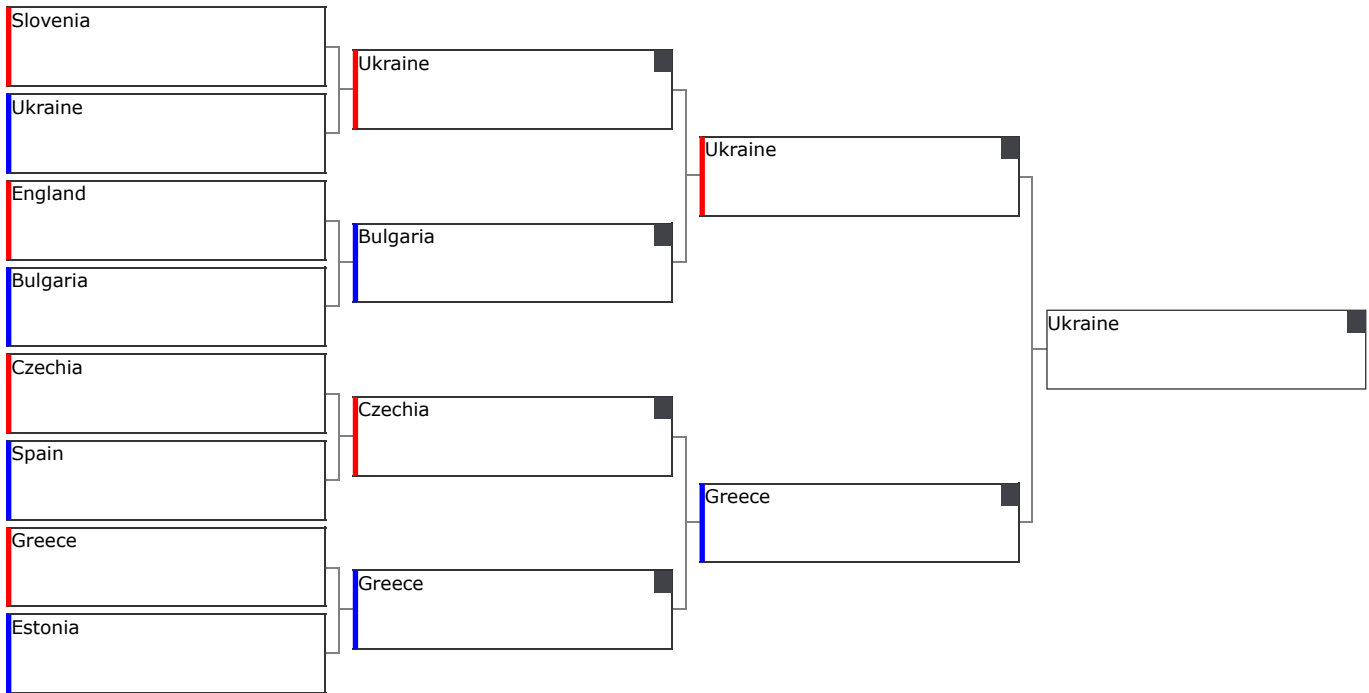 Slovenia
Ukraine
England
Bulgaria
Czechia
Spain
Greece
Estonia
Ukraine
Bulgaria
Czechia
Greece
Ukraine
Greece
Ukraine